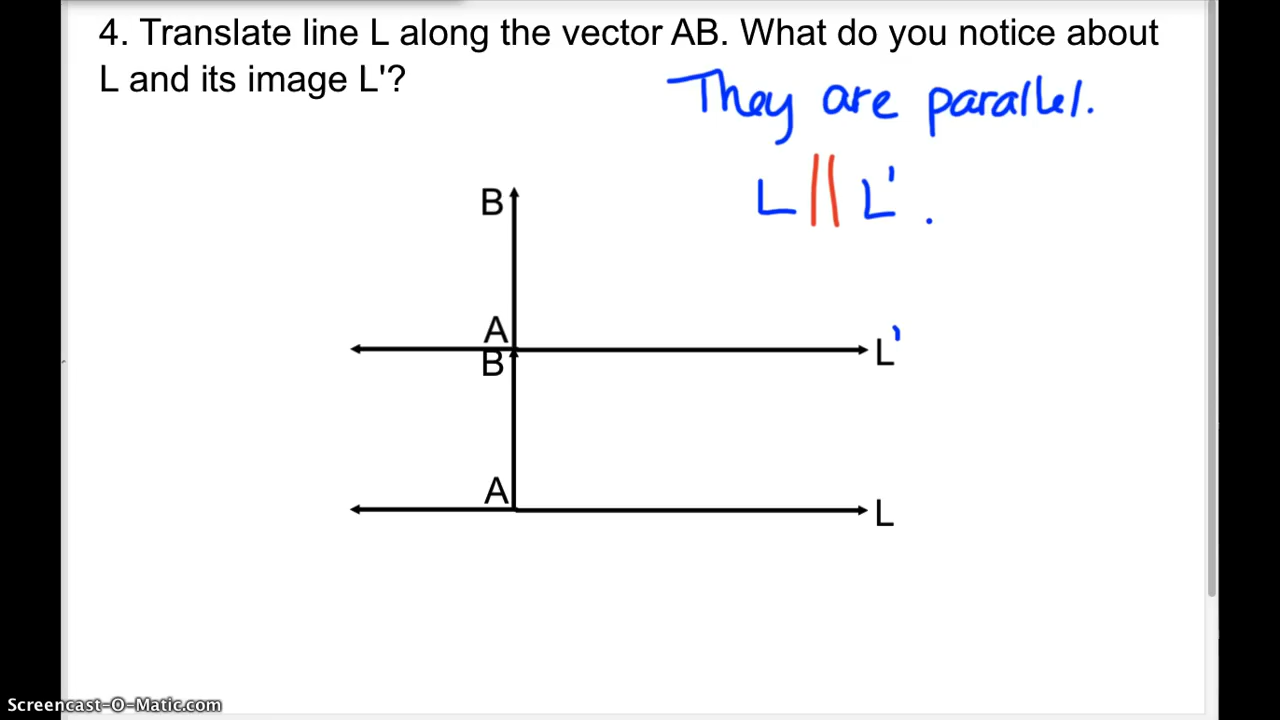 4. Translate line L along the vector AB. What do you notice about
L and its image L'?
They are parallel.
L || L'.
B
A
L'
B
A
L
Screencast-O-Matic.com